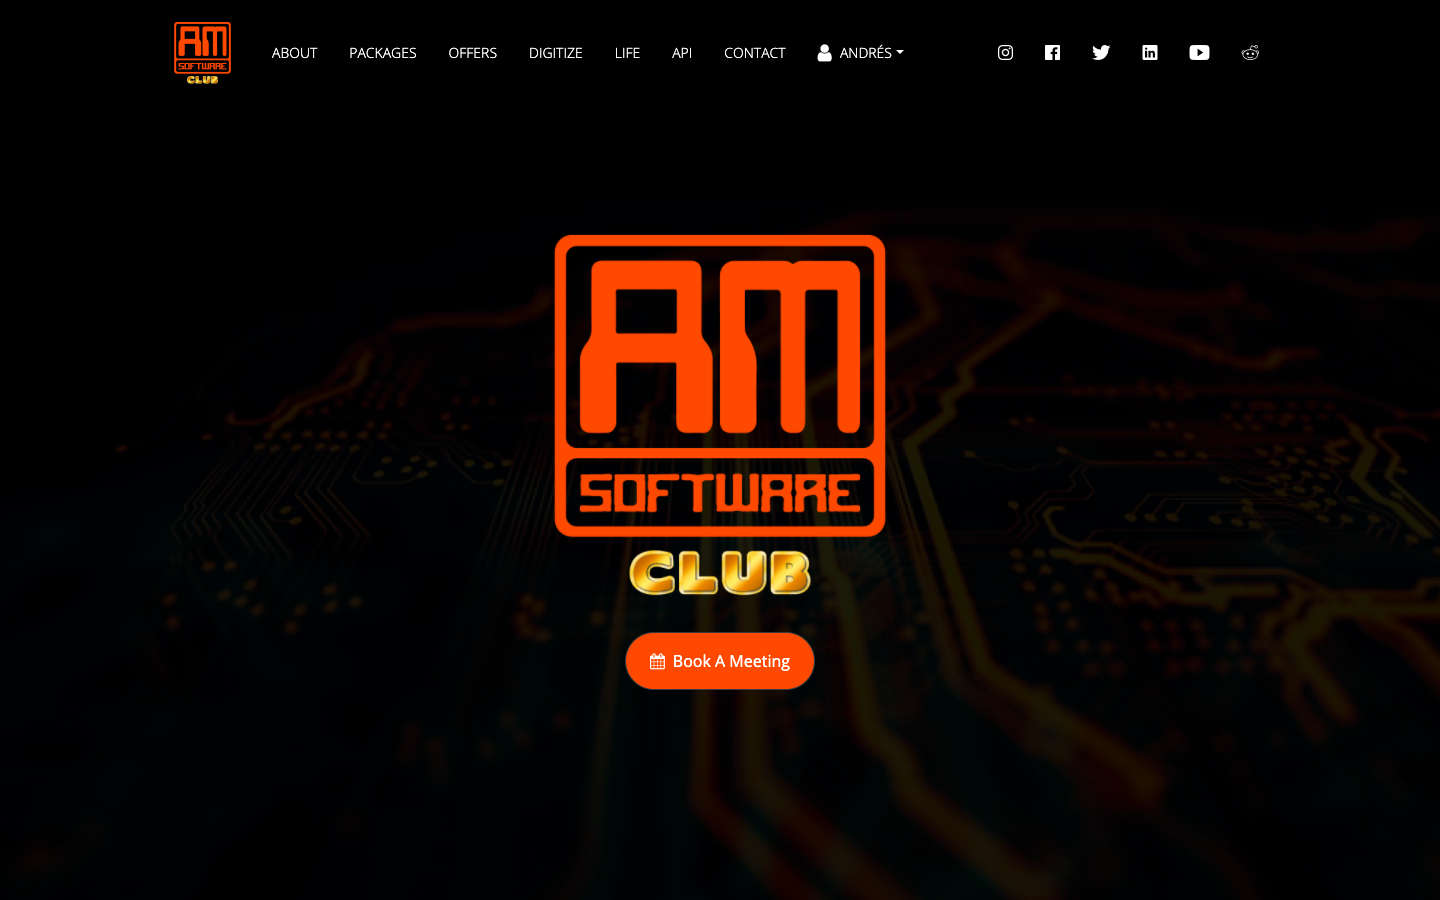 AM
SOFTWARE
CLUB
ABOUT
PACKAGES
OFFERS
DIGITIZE
LIFE
API
CONTACT
ANDRÉS
AM
SOFTWARE
CLUB
Book A Meeting